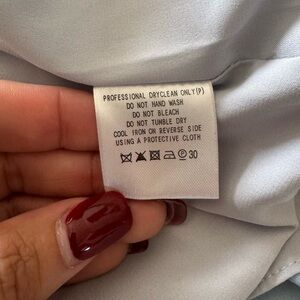 PROFESSIONAL DRYCLEAN ONLY(P)
DO NOT HAND WASH
DO NOT BLEACH
DO NOT TUMBLE DRY
COOL IRON ON REVERSE SIDE
USING A PROTECTIVE CLOTH
P 30